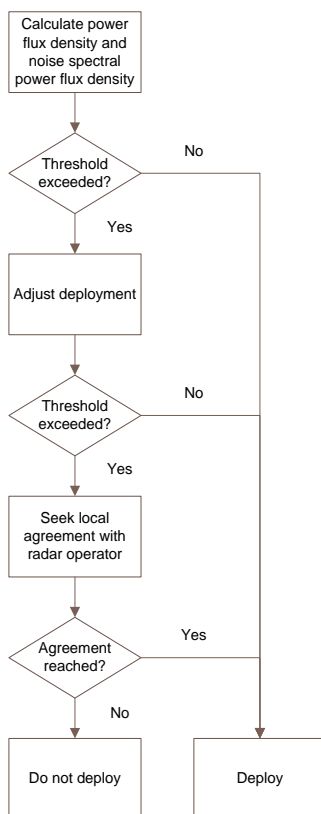 Calculate power
flux density and
noise spectral
power flux density
No
Threshold
exceeded?
Yes
Adjust deployment
No
Threshold
exceeded?
Yes
Seek local
agreement with
radar operator
Yes
Agreement
reached?
No
Do not deploy
Deploy